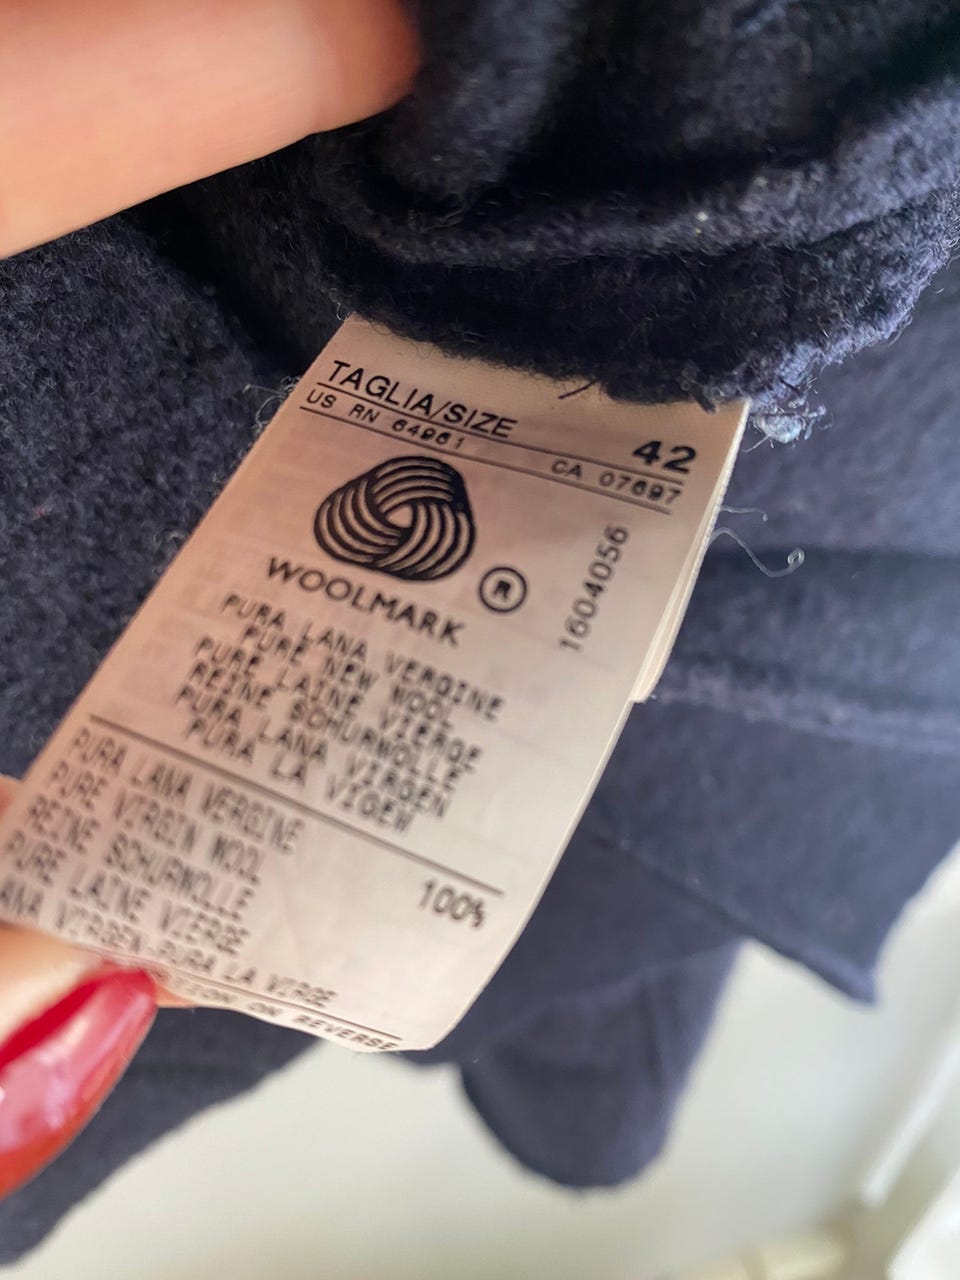 TAGLIA/SIZE 42
US RN 64961 CA 07697
1604056
WOOLMARK ®
PURA LANA VERGINE
PURE NEW WOOL
PURE LAINE VIERGE
REINE SCHURWOLLE
PURA LANA VIRGEN
PURA LA VIGEM
PURA LANA VERGINE 100%
PURE VIRGIN WOOL
REINE SCHURWOLLE
PURE LAINE VIERGE
ANA VIRGEN-PURA LA VIRGE
ON REVERSE